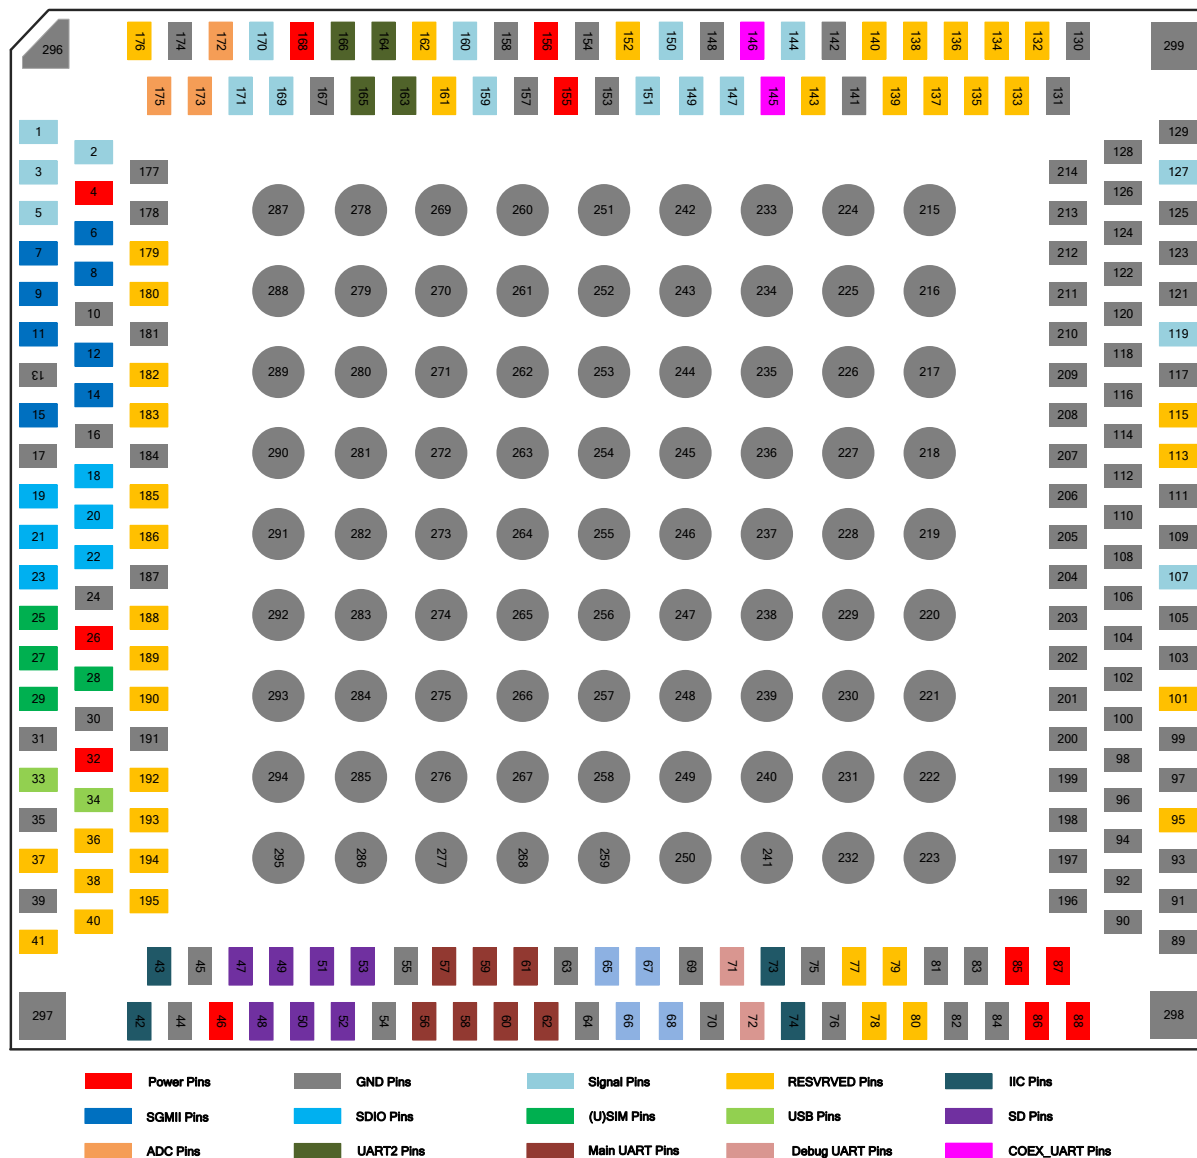 296 176 174 172 170 168 166 164 162 160 158 156 154 152 150 148 146 144 142 140 138 136 134 132 130 299
175 173 171 169 167 165 163 161 159 157 155 153 151 149 147 145 143 141 139 137 135 133 131
1 129
2 128
3 177 214 127
4 126
5 178 287 278 269 260 251 242 233 224 215 213 125
6 124
7 179 212 123
8 122
9 180 288 279 270 261 252 243 234 225 216 211 121
10 120
11 181 210 119
12 118
13 182 289 280 271 262 253 244 235 226 217 209 117
14 116
15 183 208 115
16 114
17 184 290 281 272 263 254 245 236 227 218 207 113
18 112
19 185 206 111
20 110
21 186 291 282 273 264 255 246 237 228 219 205 109
22 108
23 187 204 107
24 106
25 188 292 283 274 265 256 247 238 229 220 203 105
26 104
27 189 202 103
28 102
29 190 293 284 275 266 257 248 239 230 221 201 101
30 100
31 191 200 99
32 98
33 192 294 285 276 267 258 249 240 231 222 199 97
34 96
35 193 198 95
36 94
37 194 295 286 277 268 259 250 241 232 223 197 93
38 92
39 195 196 91
40 90
41 89
43 45 47 49 51 53 55 57 59 61 63 65 67 69 71 73 75 77 79 81 83 85 87
297 42 44 46 48 50 52 54 56 58 60 62 64 66 68 70 72 74 76 78 80 82 84 86 88 298
Power Pins GND Pins Signal Pins RESVRVED Pins IIC Pins
SGMII Pins SDIO Pins (U)SIM Pins USB Pins SD Pins
ADC Pins UART2 Pins Main UART Pins Debug UART Pins COEX_UART Pins